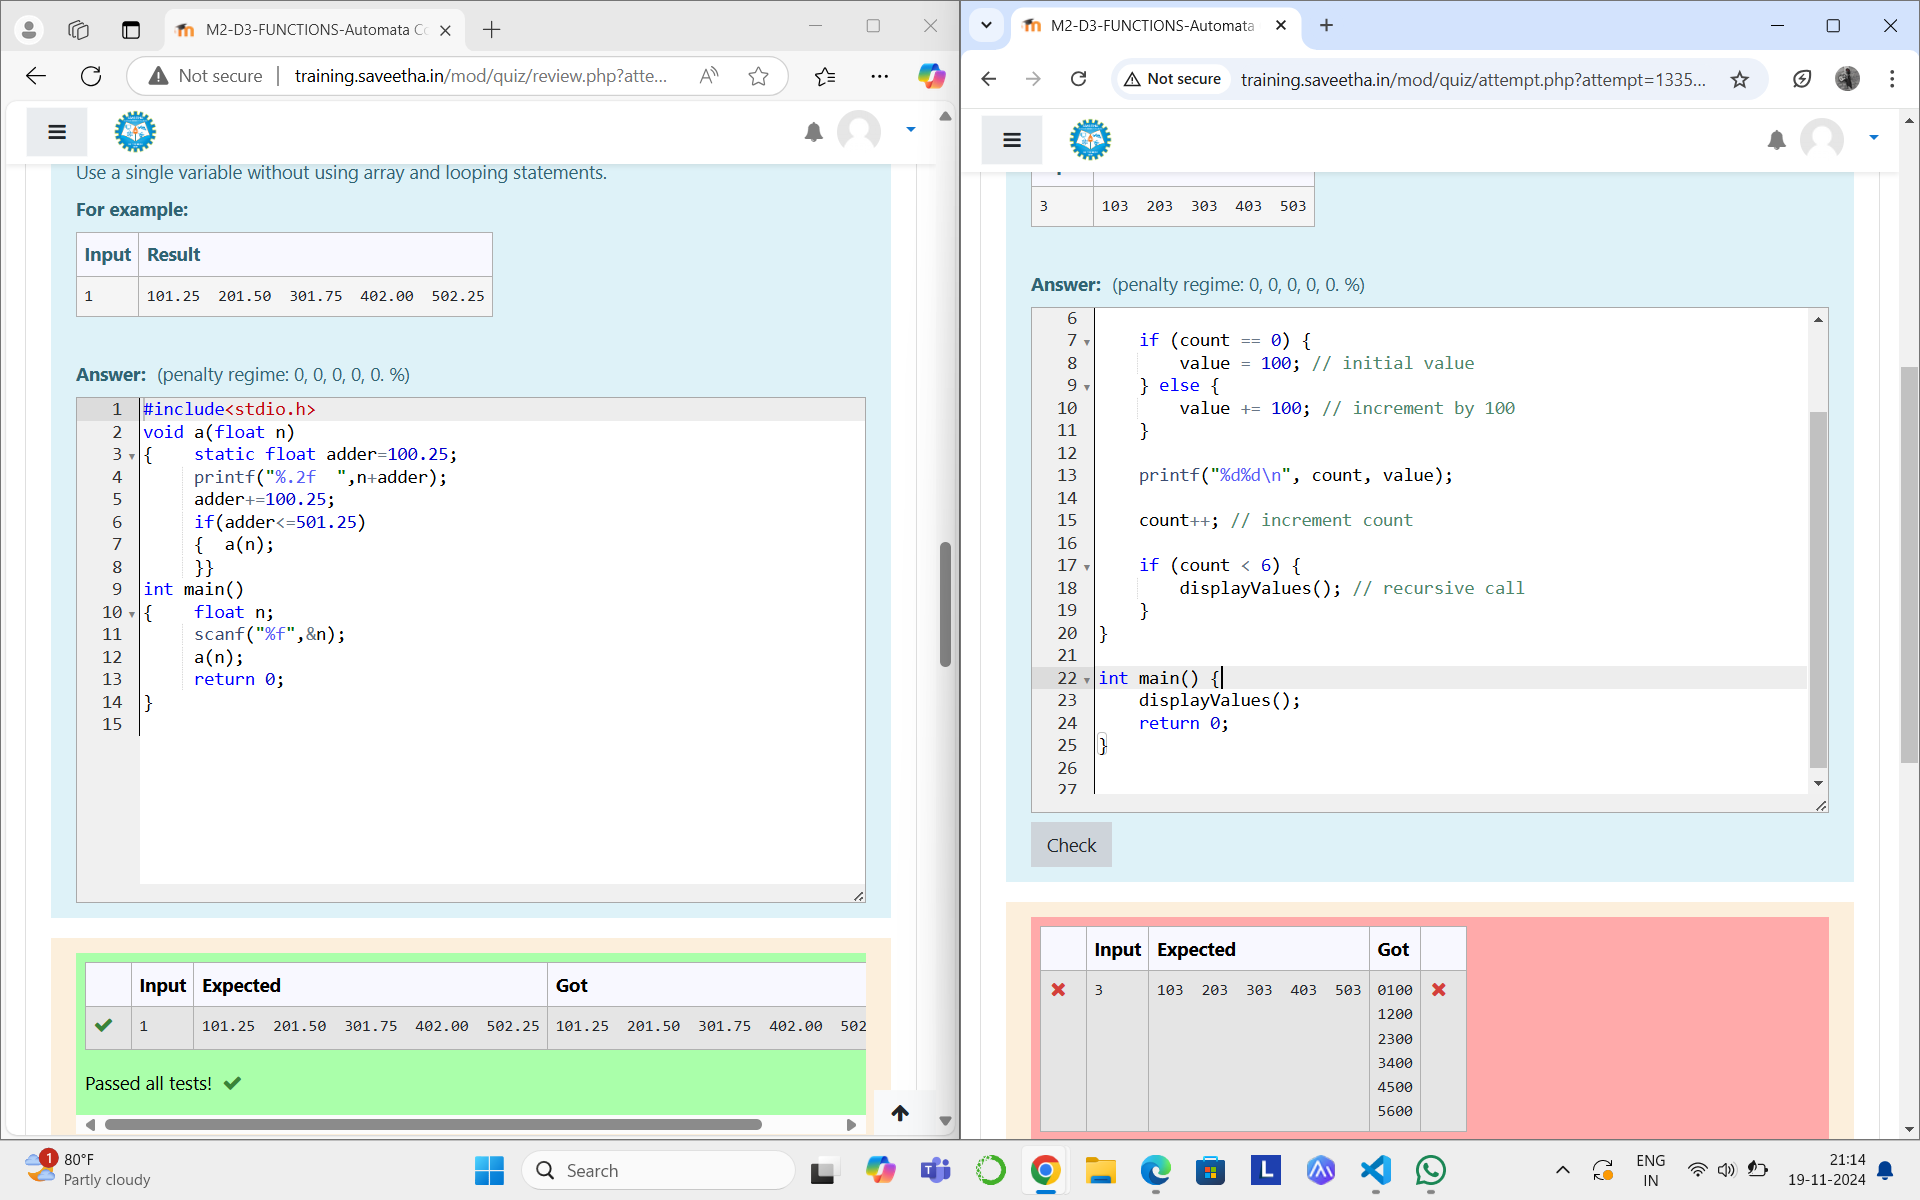 M2-D3-FUNCTIONS-Automata Co
Not secure
training.saveetha.in/mod/quiz/review.php?atte...
Use a single variable without using array and looping statements.
For example:
Input Result
1 101.25 201.50 301.75 402.00 502.25
Answer: (penalty regime: 0, 0, 0, 0, 0. %)
1 #include<stdio.h>
2 void a(float n)
3 { static float adder=100.25;
4 printf("%.2f  ",n+adder);
5 adder+=100.25;
6 if(adder<=501.25)
7 { a(n);
8 }}
9 int main()
10 { float n;
11 scanf("%f",&n);
12 a(n);
13 return 0;
14 }
15
Input Expected Got
1 101.25 201.50 301.75 402.00 502.25 101.25 201.50 301.75 402.00 502
Passed all tests!
M2-D3-FUNCTIONS-Automata
Not secure
training.saveetha.in/mod/quiz/attempt.php?attempt=1335...
3 103 203 303 403 503
Answer: (penalty regime: 0, 0, 0, 0, 0. %)
6
7 if (count == 0) {
8 value = 100; // initial value
9 } else {
10 value += 100; // increment by 100
11 }
12
13 printf("%d%d\n", count, value);
14
15 count++; // increment count
16
17 if (count < 6) {
18 displayValues(); // recursive call
19 }
20 }
21
22 int main() {
23 displayValues();
24 return 0;
25 }
26
27
Check
Input Expected Got
3 103 203 303 403 503 0100
1200
2300
3400
4500
5600
1
80°F
Partly cloudy
Search
L
ENG
IN
21:14
19-11-2024